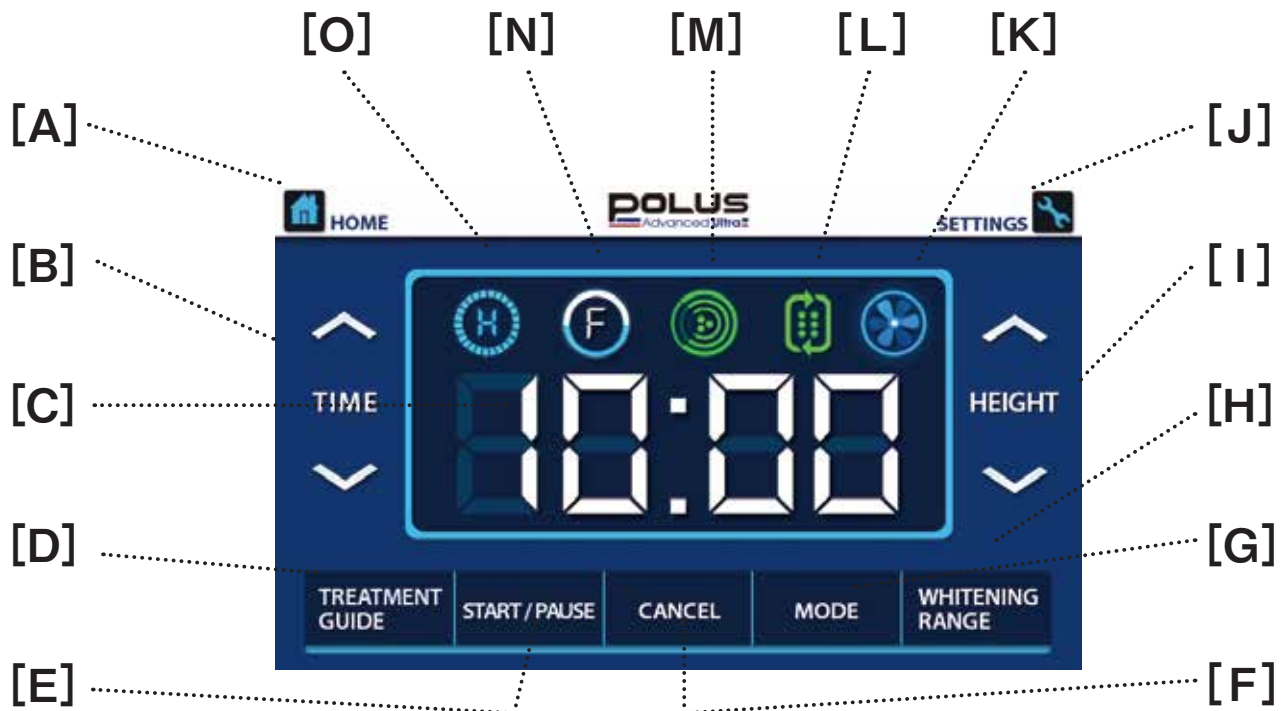 [O] [N] [M] [L] [K]
[A] [J]
HOME POLUS SETTINGS
Advanced Ultra
[B] [I]
H F
[C] TIME 10:00 HEIGHT [H]
[D] [G]
TREATMENT GUIDE START / PAUSE CANCEL MODE WHITENING RANGE
[E] [F]